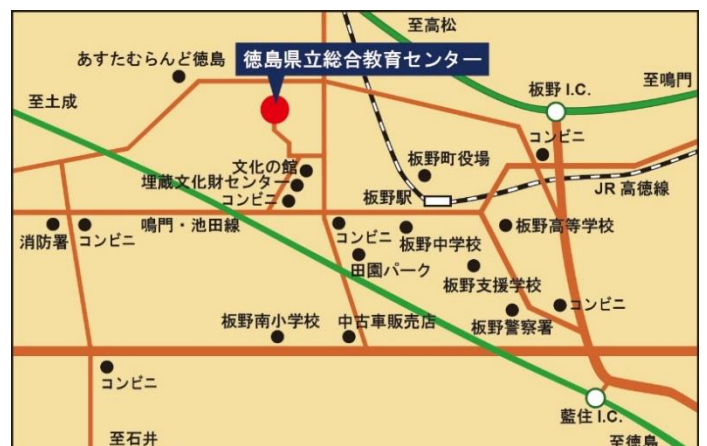 至高松
あすたむらんど徳島
徳島県立総合教育センター
板野I.C.
至鳴門
至土成
コンビニ
文化の館
板野町役場
埋蔵文化財センター
板野駅
JR高徳線
コンビニ
消防署
コンビニ
鳴門・池田線
コンビニ
板野中学校
板野高等学校
田園パーク
板野支援学校
板野南小学校
中古車販売店
板野警察署
コンビニ
コンビニ
藍住I.C.
至石井
至徳島